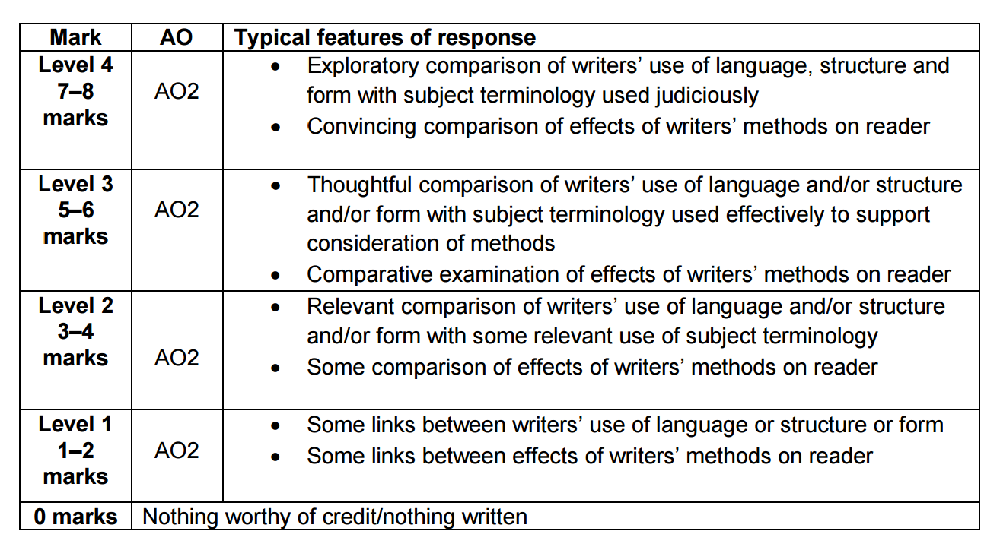 Mark AO Typical features of response
Level 4
7–8
marks
AO2
• Exploratory comparison of writers’ use of language, structure and
form with subject terminology used judiciously
• Convincing comparison of effects of writers’ methods on reader
Level 3
5–6
marks
AO2
• Thoughtful comparison of writers’ use of language and/or structure
and/or form with subject terminology used effectively to support
consideration of methods
• Comparative examination of effects of writers’ methods on reader
Level 2
3–4
marks
AO2
• Relevant comparison of writers’ use of language and/or structure
and/or form with some relevant use of subject terminology
• Some comparison of effects of writers’ methods on reader
Level 1
1–2
marks
AO2
• Some links between writers’ use of language or structure or form
• Some links between effects of writers’ methods on reader
0 marks Nothing worthy of credit/nothing written